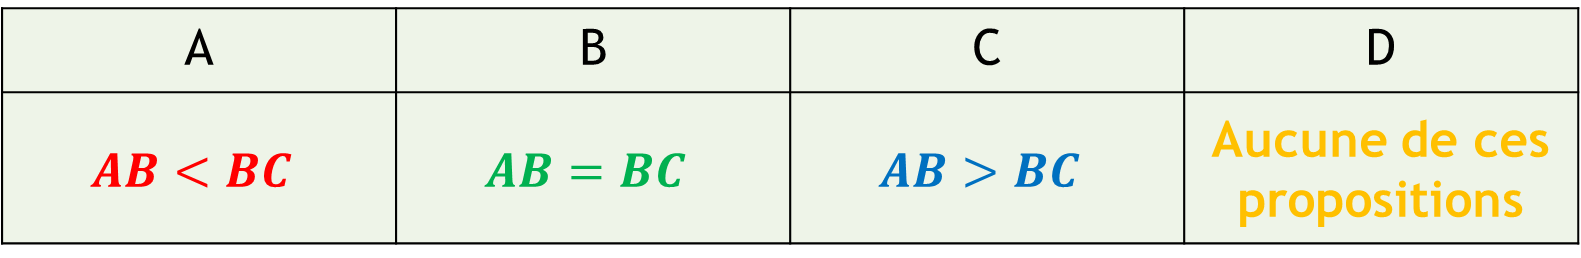 A B C D
AB < BC AB = BC AB > BC Aucune de ces
propositions